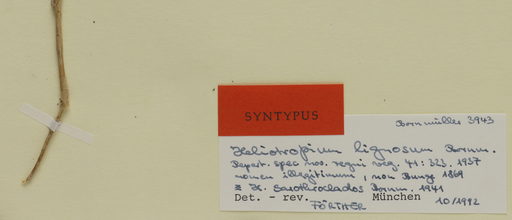 SYNTYPUS
Bornmüller 3943
Heliotropium lignosum Bornm.
Repert. spec. nov. regni veg. 41: 323. 1937
nomen illegitimum, non Bunge 1869
≡ H. sarothroclados Bornm. 1941
Det. - rev. München
FÖRTHER 10/1992